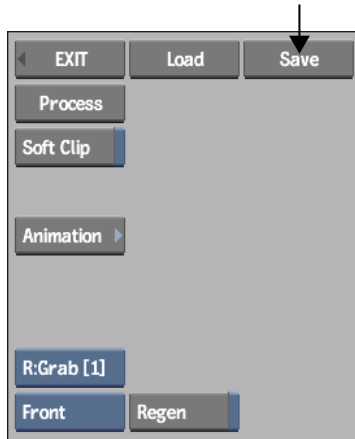 EXIT Load Save
Process
Soft Clip
Animation
R:Grab [1]
Front Regen